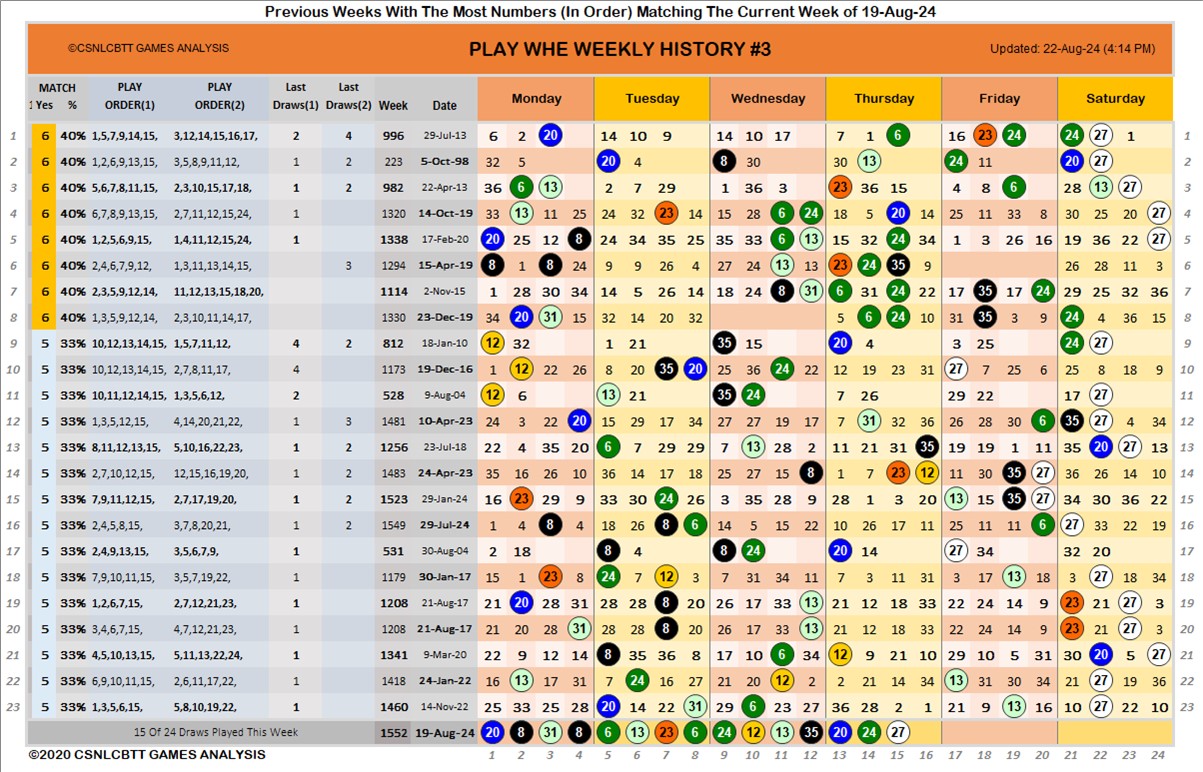 Previous Weeks With The Most Numbers (In Order) Matching The Current Week of 19-Aug-24
©CSNLCBTT GAMES ANALYSIS PLAY WHE WEEKLY HISTORY #3 Updated: 22-Aug-24 (4:14 PM)
MATCH PLAY PLAY Last Last
1 Yes % ORDER(1) ORDER(2) Draws(1) Draws(2) Week Date Monday Tuesday Wednesday Thursday Friday Saturday
1 6 40% 1,5,7,9,14,15, 3,12,14,15,16,17, 2 4 996 29-Jul-13 6 2 20 14 10 9 14 10 17 7 1 6 16 23 24 24 27 1 1
2 6 40% 1,2,6,9,13,15, 3,5,8,9,11,12, 1 2 223 5-Oct-98 32 5 20 4 8 30 30 13 24 11 20 27 2
3 6 40% 5,6,7,8,11,15, 2,3,10,15,17,18, 1 2 982 22-Apr-13 36 6 13 2 7 29 1 36 3 23 36 15 4 8 6 28 13 27 3
4 6 40% 6,7,8,9,13,15, 2,7,11,12,15,24, 1 1320 14-Oct-19 33 13 11 25 24 32 23 14 15 28 6 24 18 5 20 14 25 11 33 8 30 25 20 27 4
5 6 40% 1,2,5,6,9,15, 1,4,11,12,15,24, 1 1338 17-Feb-20 20 25 12 8 24 34 35 25 35 33 6 13 15 32 24 34 1 3 26 16 19 36 22 27 5
6 6 40% 2,4,6,7,9,12, 1,3,11,13,14,15, 3 1294 15-Apr-19 8 1 8 24 9 9 26 4 27 24 13 13 23 24 35 9 26 28 11 3 6
7 6 40% 2,3,5,9,12,14, 11,12,13,15,18,20, 1114 2-Nov-15 1 28 30 34 14 5 26 14 18 24 8 31 6 31 24 22 17 35 17 24 29 25 32 36 7
8 6 40% 1,3,5,9,12,14, 2,3,10,11,14,17, 1330 23-Dec-19 34 20 31 15 32 14 20 32 5 6 24 10 31 35 3 9 24 4 36 15 8
9 5 33% 10,12,13,14,15, 1,5,7,11,12, 4 2 812 18-Jan-10 12 32 1 21 35 15 20 4 3 25 24 27 9
10 5 33% 10,12,13,14,15, 2,7,8,11,17, 4 1173 19-Dec-16 1 12 22 26 8 20 35 20 25 36 24 22 12 19 23 31 27 7 25 6 25 8 18 9 10
11 5 33% 10,11,12,14,15, 1,3,5,6,12, 2 528 9-Aug-04 12 6 13 21 35 24 7 26 29 22 17 27 11
12 5 33% 1,3,5,12,15, 4,14,20,21,22, 1 1481 10-Apr-23 24 3 22 20 15 29 17 34 27 27 19 17 7 31 32 36 26 28 30 6 35 27 4 34 12
13 5 33% 8,11,12,13,15, 5,10,16,22,23, 1 2 1256 23-Jul-18 22 4 35 20 6 7 29 29 7 13 28 2 11 21 31 35 19 19 1 11 35 20 27 13 13
14 5 33% 2,7,10,12,15, 12,15,16,19,20, 1 2 1483 24-Apr-23 35 16 26 10 36 14 17 18 25 27 15 8 1 7 23 12 11 30 35 27 36 26 14 10 14
15 5 33% 7,9,11,12,15, 2,7,17,19,20, 1 2 1523 29-Jan-24 16 23 29 9 33 30 24 26 3 35 28 9 28 1 3 20 13 15 35 27 34 30 36 22 15
16 5 33% 2,4,5,8,15, 3,7,8,20,21, 1 2 1549 29-Jul-24 1 4 8 4 18 26 8 6 14 5 15 22 10 26 17 11 25 11 11 6 27 33 22 19 16
17 5 33% 2,4,9,13,15, 3,5,6,7,9, 1 531 30-Aug-04 2 18 8 4 8 24 20 14 27 34 32 20 17
18 5 33% 7,9,10,11,15, 3,5,7,19,22, 1 1179 30-Jan-17 15 1 23 8 24 7 12 3 7 31 34 11 7 3 11 31 3 17 13 18 3 27 18 34 18
19 5 33% 1,2,6,7,15, 2,7,12,21,23, 1 1208 21-Aug-17 21 20 28 31 28 28 8 20 26 17 33 13 21 12 18 33 22 24 14 9 23 21 27 3 19
20 5 33% 3,4,6,7,15, 4,7,12,21,23, 1 1208 21-Aug-17 21 20 28 31 28 28 8 20 26 17 33 13 21 12 18 33 22 24 14 9 23 21 27 3 20
21 5 33% 4,5,10,13,15, 5,11,13,22,24, 1 1341 9-Mar-20 22 9 12 14 8 35 36 8 17 10 6 34 12 9 21 10 29 10 5 31 30 20 5 27 21
22 5 33% 6,9,10,11,15, 2,6,11,17,22, 1 1418 24-Jan-22 16 13 17 31 7 24 16 27 21 20 12 2 2 21 14 34 13 31 30 34 21 27 19 36 22
23 5 33% 1,3,5,6,15, 5,8,10,19,22, 1 1460 14-Nov-22 25 33 25 28 20 14 22 31 29 6 23 27 36 28 2 1 21 9 13 16 10 27 22 10 23
15 Of 24 Draws Played This Week 1552 19-Aug-24 20 8 31 8 6 13 23 6 24 12 13 35 20 24 27
©2020 CSNLCBTT GAMES ANALYSIS 1 2 3 4 5 6 7 8 9 10 11 12 13 14 15 16 17 18 19 20 21 22 23 24